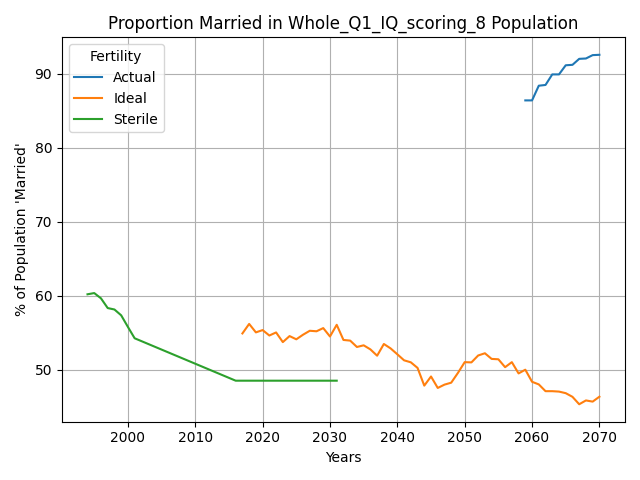 Proportion Married in Whole_Q1_IQ_scoring_8 Population
Fertility
Actual
Ideal
Sterile
% of Population 'Married'
90
80
70
60
50
2000
2010
2020
2030
2040
2050
2060
2070
Years